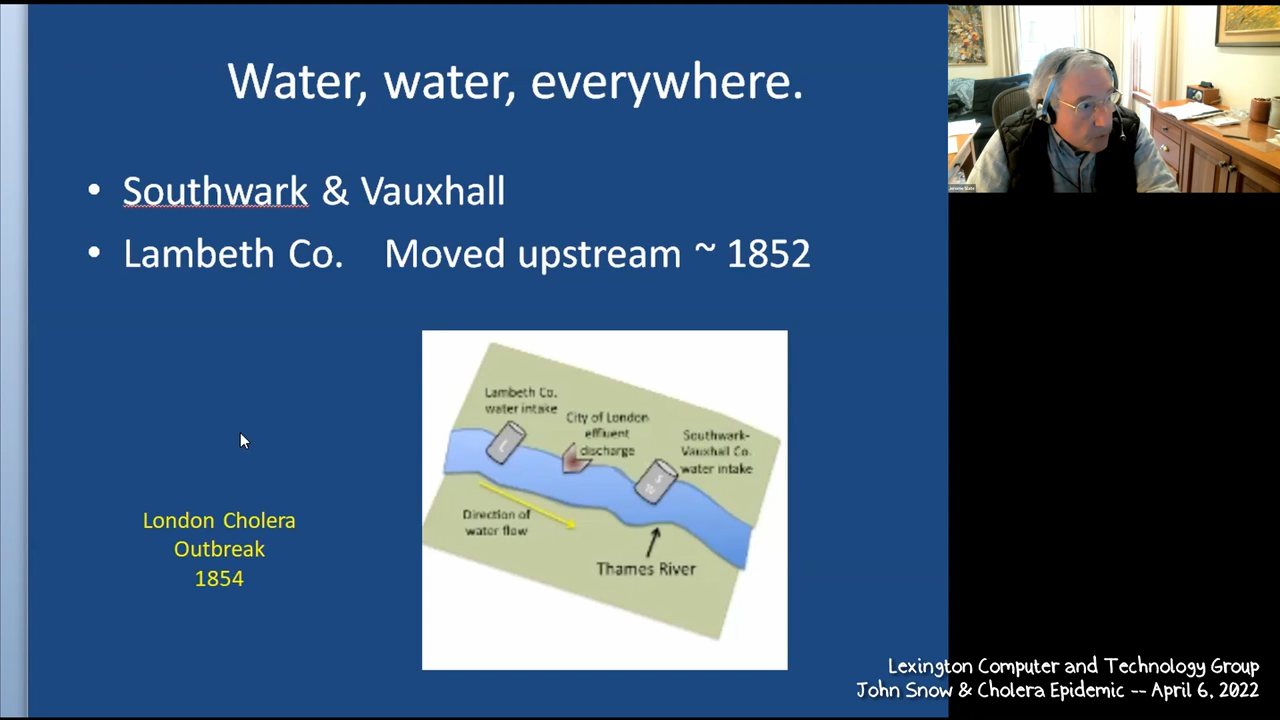 Water, water, everywhere.
• Southwark & Vauxhall
• Lambeth Co. Moved upstream ~ 1852
Lambeth Co.
water intake
City of London
effluent
discharge
Southwark-
Vauxhall Co.
water intake
L
S
W
Direction of
water flow
Thames River
London Cholera
Outbreak
1854
Lexington Computer and Technology Group
John Snow & Cholera Epidemic -- April 6, 2022